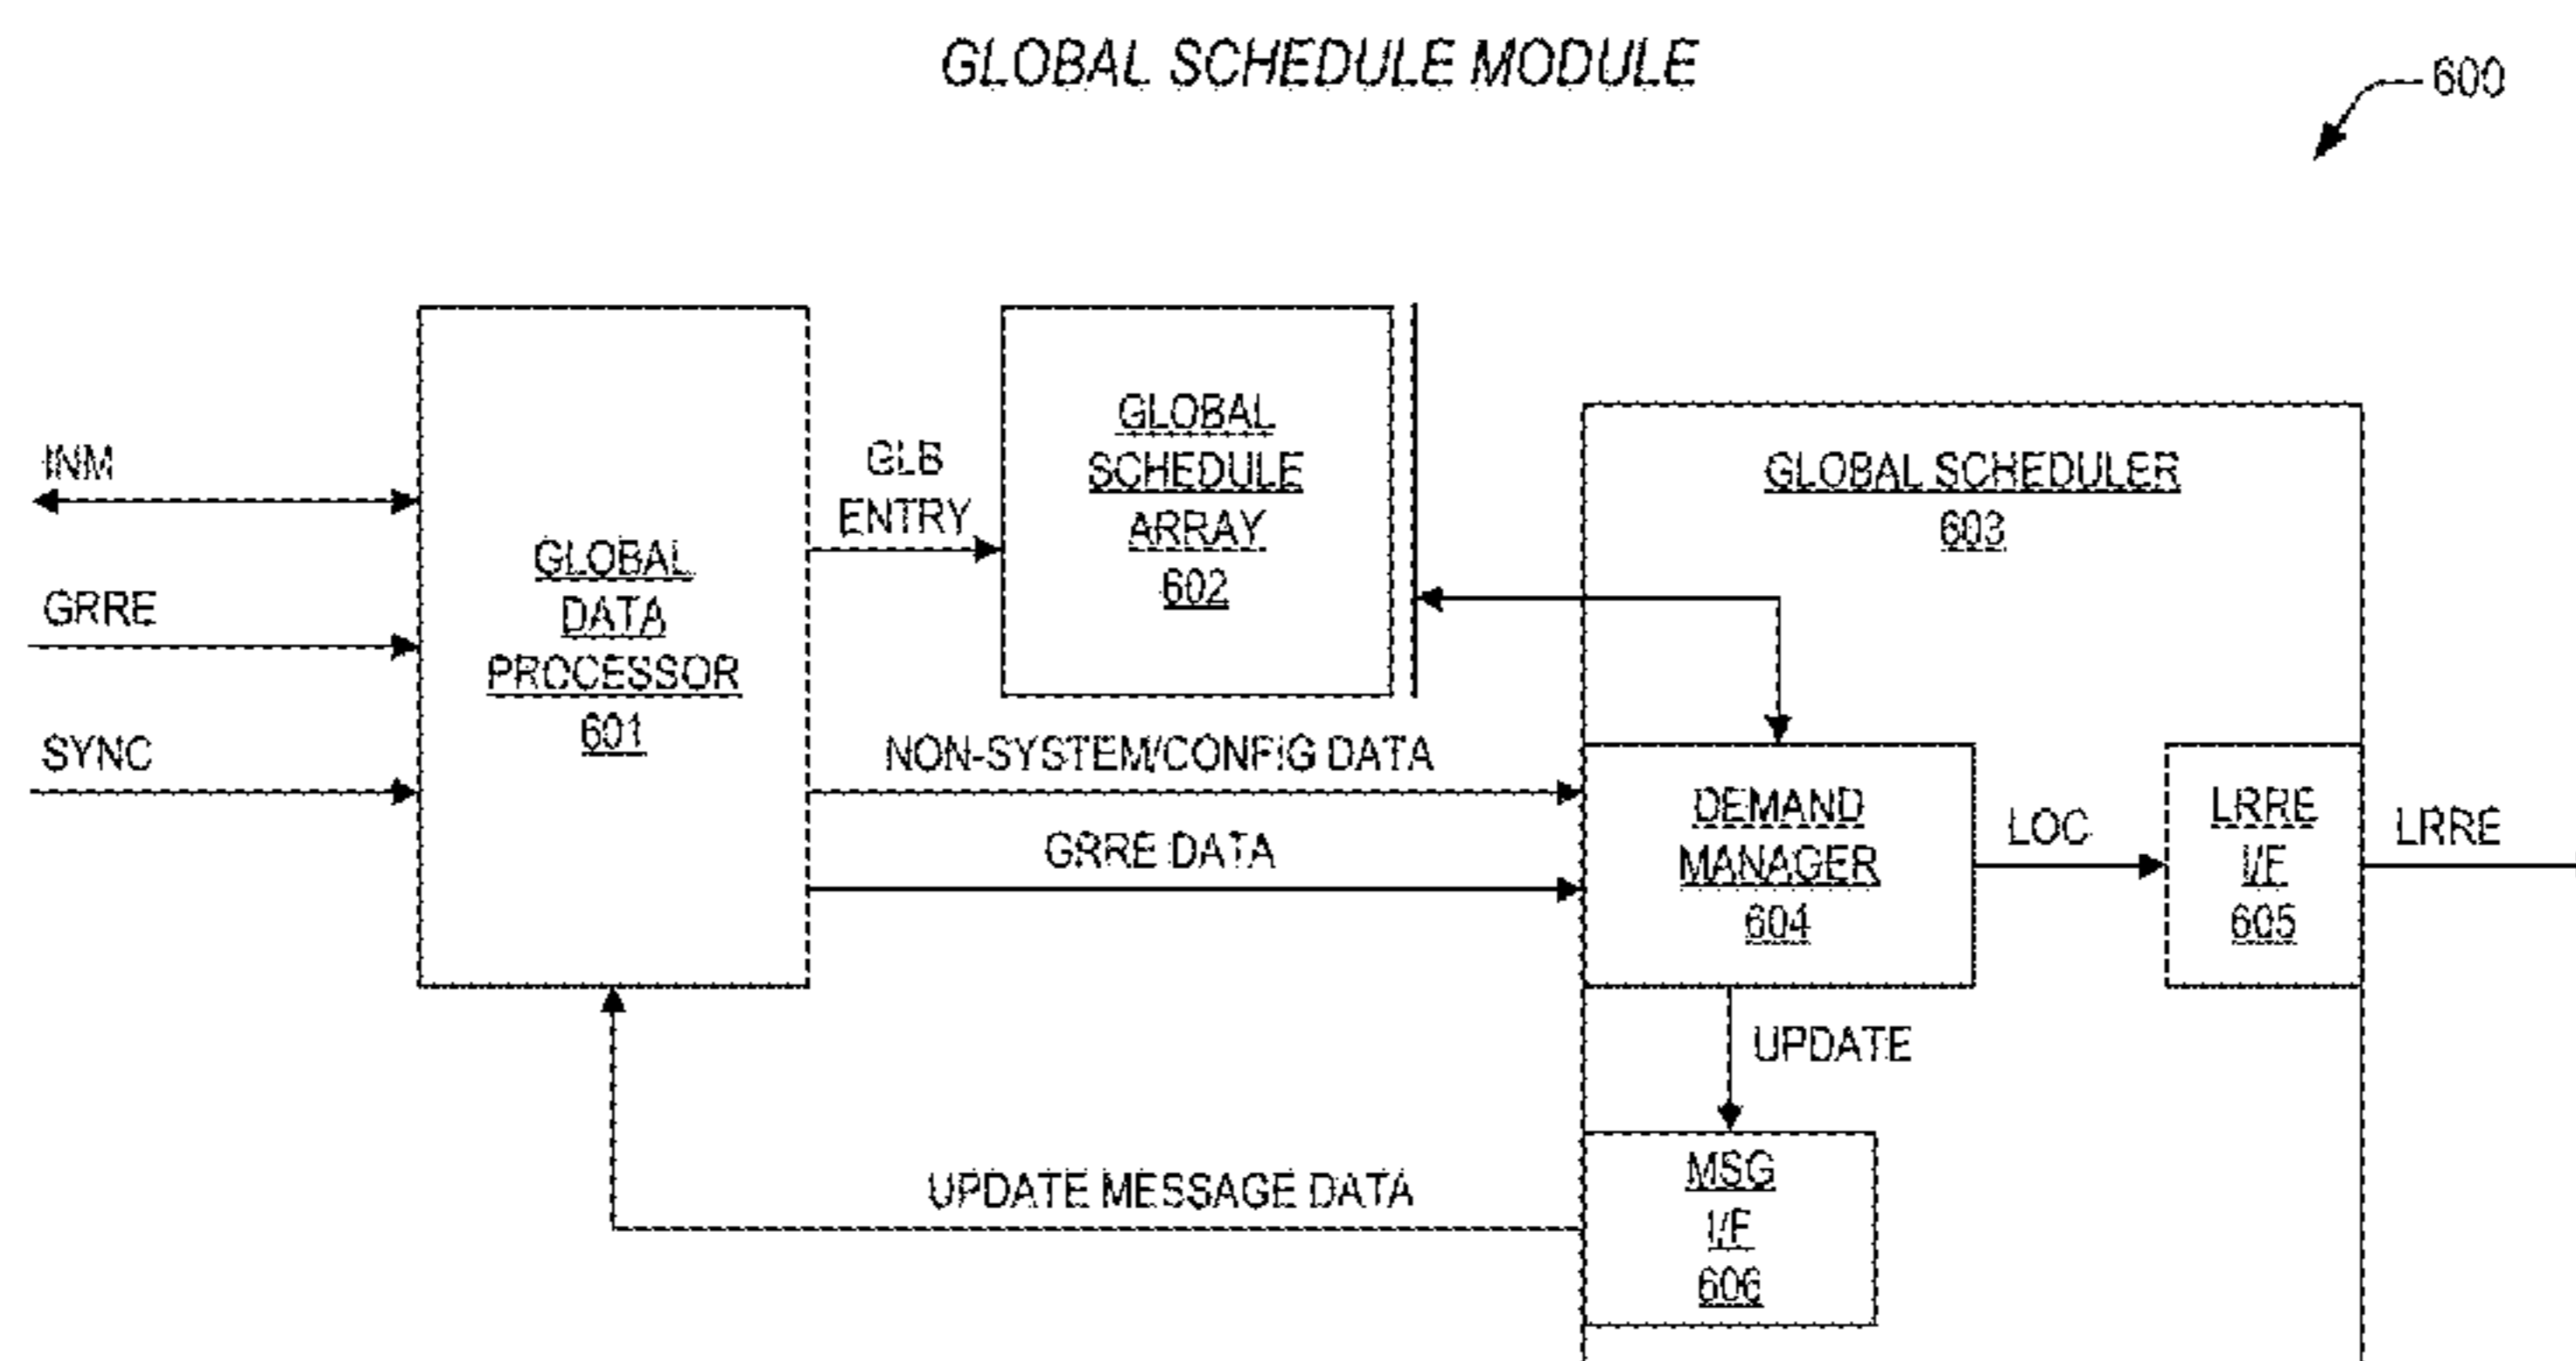 GLOBAL SCHEDULE MODULE
600
INM
GRRE
SYNC
GLOBAL
DATA
PROCESSOR
601
GLB
ENTRY
GLOBAL
SCHEDULE
ARRAY
602
GLOBAL SCHEDULER
603
NON-SYSTEM/CONFIG DATA
GRRE DATA
DEMAND
MANAGER
604
LOC
LRRE
I/F
605
LRRE
UPDATE
MSG
I/F
606
UPDATE MESSAGE DATA